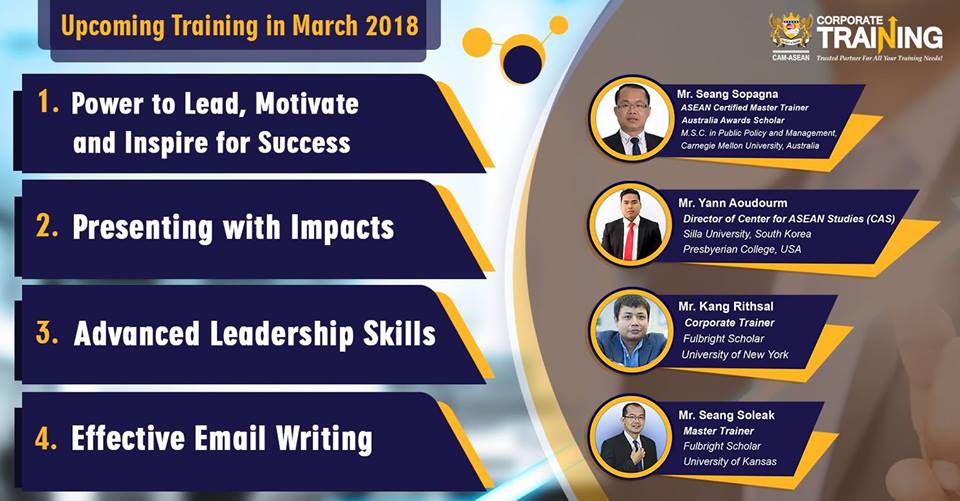 Upcoming Training in March 2018
CAM-ASEAN
CORPORATE
TRAINING
Trusted Partner For All Your Training Needs!
1. Power to Lead, Motivate
and Inspire for Success
2. Presenting with Impacts
3. Advanced Leadership Skills
4. Effective Email Writing
Mr. Seang Sopagna
ASEAN Certified Master Trainer
Australia Awards Scholar
M.S.C. in Public Policy and Management,
Carnegie Mellon University, Australia
Mr. Yann Aoudourm
Director of Center for ASEAN Studies (CAS)
Silla University, South Korea
Presbyerian College, USA
Mr. Kang Rithsal
Corporate Trainer
Fulbright Scholar
University of New York
Mr. Seang Soleak
Master Trainer
Fulbright Scholar
University of Kansas